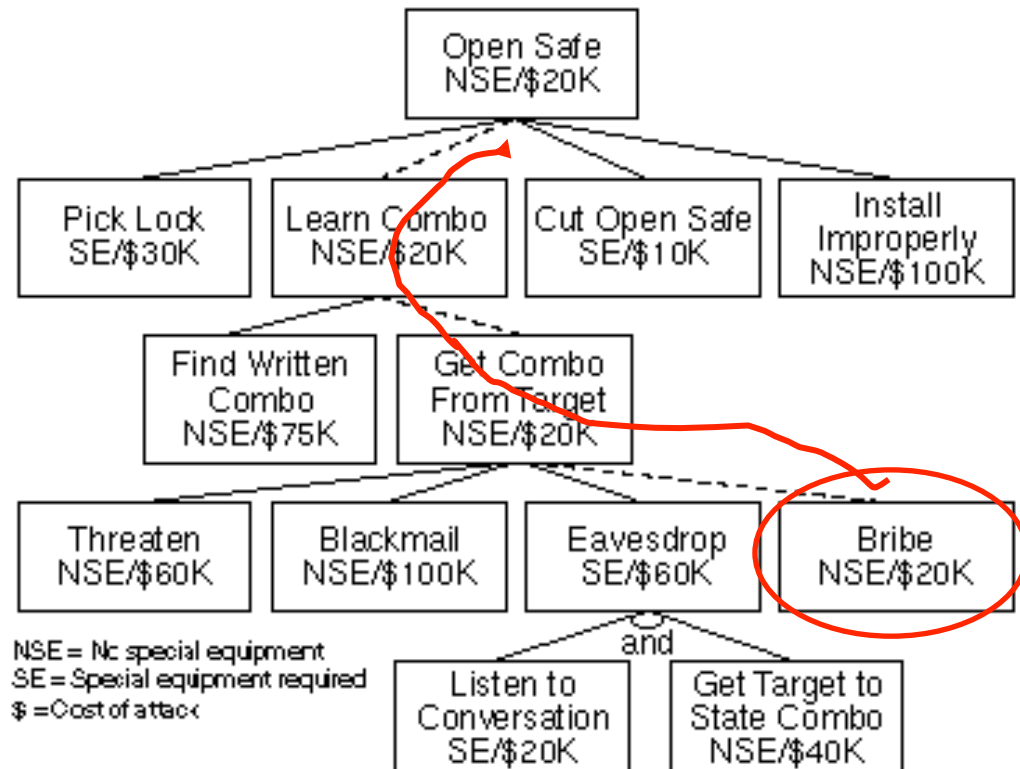 Open Safe
NSE/$20K
Pick Lock
SE/$30K
Learn Combo
NSE/$20K
Cut Open Safe
SE/$10K
Install
Improperly
NSE/$100K
Find Written
Combo
NSE/$75K
Get Combo
From Target
NSE/$20K
Threaten
NSE/$60K
Blackmail
NSE/$100K
Eavesdrop
SE/$60K
Bribe
NSE/$20K
and
NSE = No special equipment
SE = Special equipment required
$ = Cost of attack
Listen to
Conversation
SE/$20K
Get Target to
State Combo
NSE/$40K